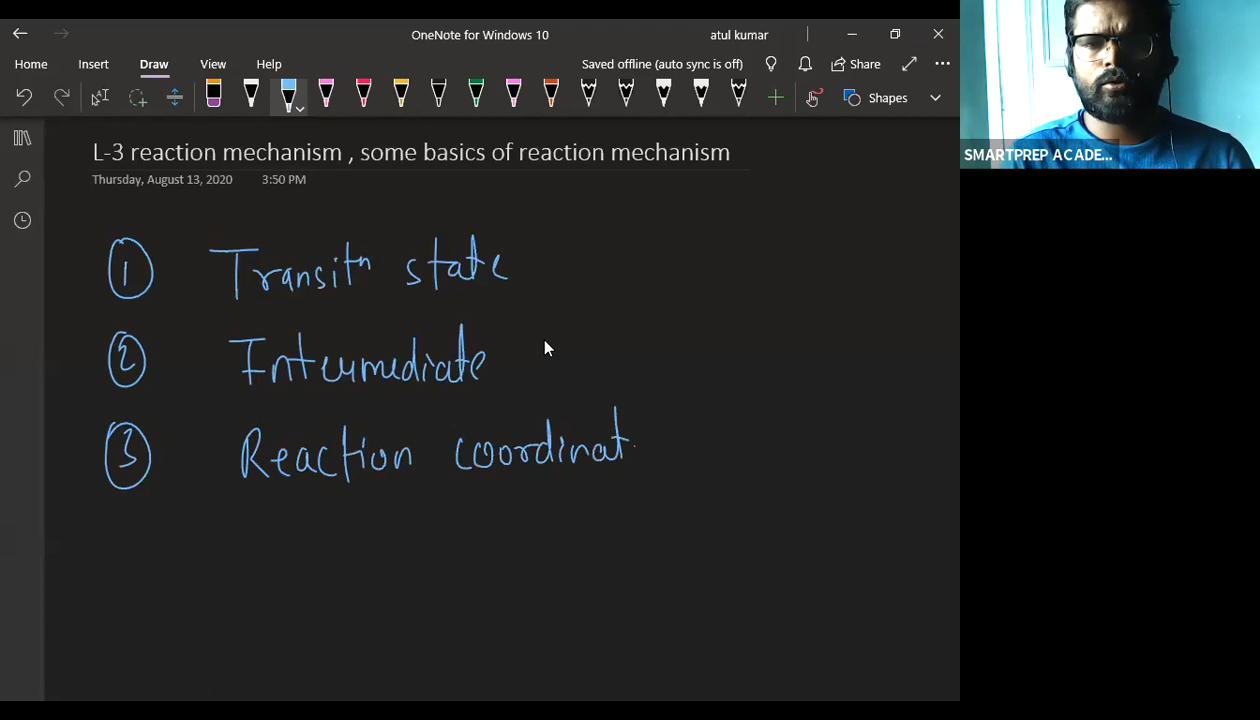 OneNote for Windows 10
atul kumar
Home Insert Draw View Help
Saved offline (auto sync is off)
Share
Shapes
SMARTPREP ACADE...
L-3 reaction mechanism , some basics of reaction mechanism
Thursday, August 13, 2020 3:50 PM
1 Transitn state
2 Intermediate
3 Reaction coordinat